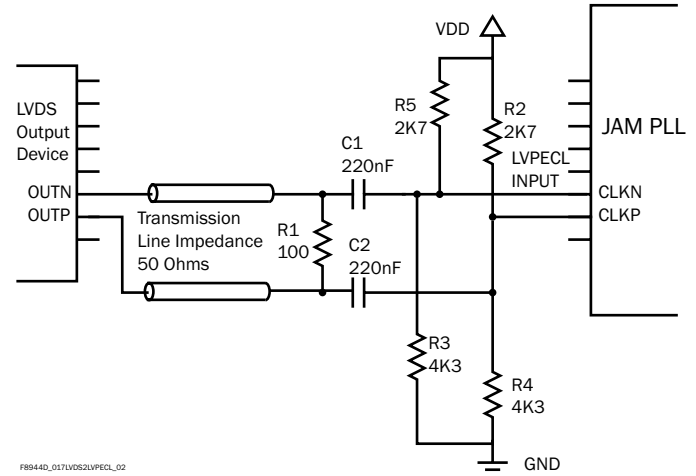 VDD
R5
2K7
R2
2K7
LVDS
Output
Device
JAM PLL
C1
220nF
LVPECL
INPUT
OUTN
OUTP
CLKN
CLKP
Transmission
Line Impedance
50 Ohms
R1
100
C2
220nF
R3
4K3
R4
4K3
GND
F8944D_017LVDS2LVPECL_02